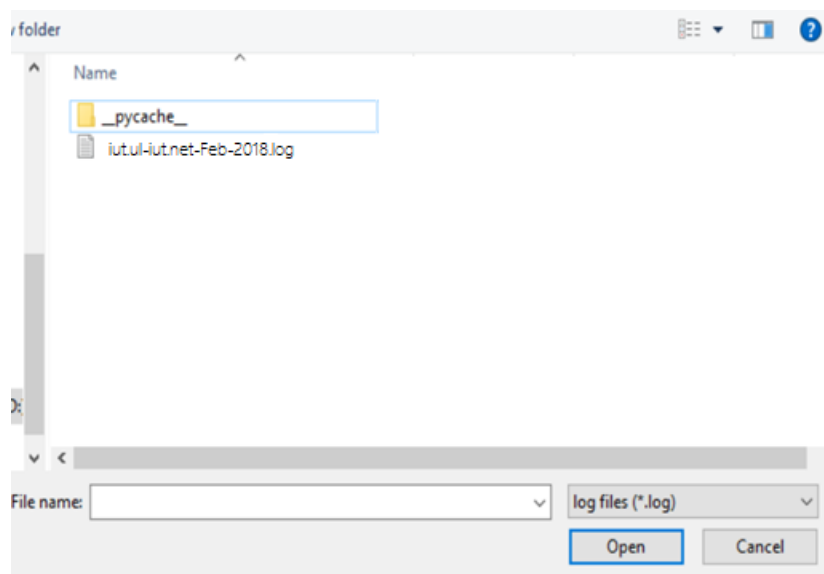 v folder
?
Name
__pycache__
iut.ul-iut.net-Feb-2018.log
D:
File name:
log files (*.log)
Open
Cancel